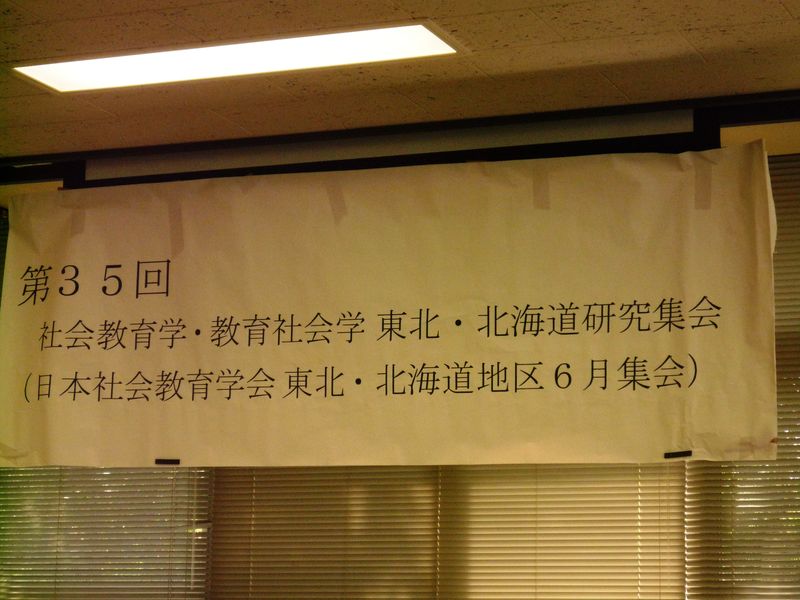 第３５回
社会教育学・教育社会学 東北・北海道研究集会
（日本社会教育学会 東北・北海道地区６月集会）